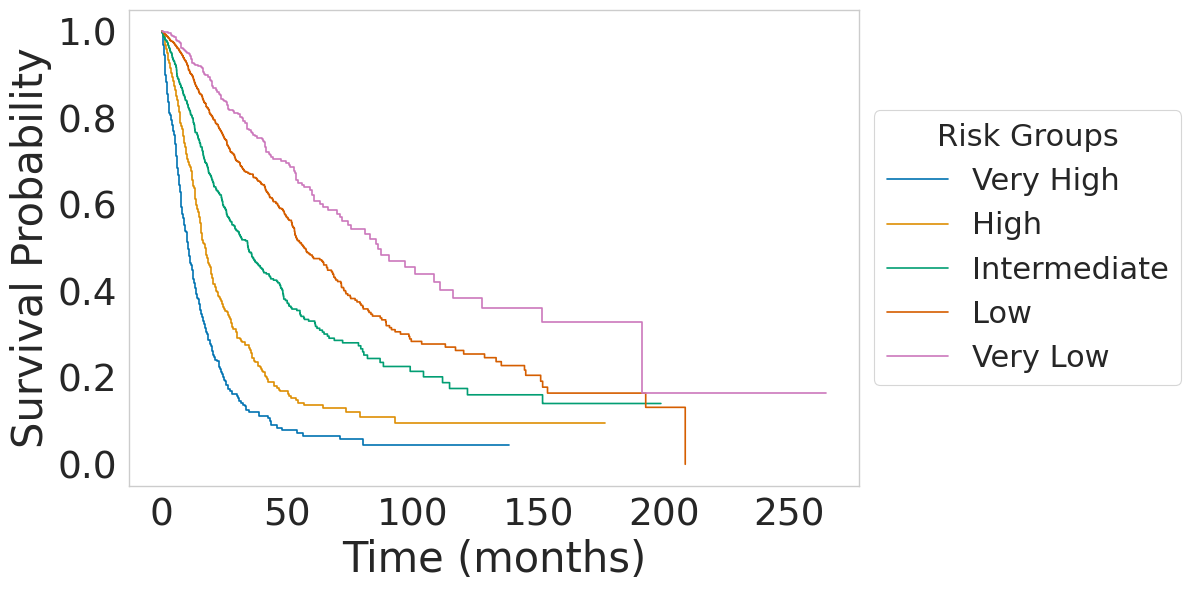 Survival Probability
1.0
0.8
0.6
0.4
0.2
0.0
0 50 100 150 200 250
Time (months)
Risk Groups
Very High
High
Intermediate
Low
Very Low